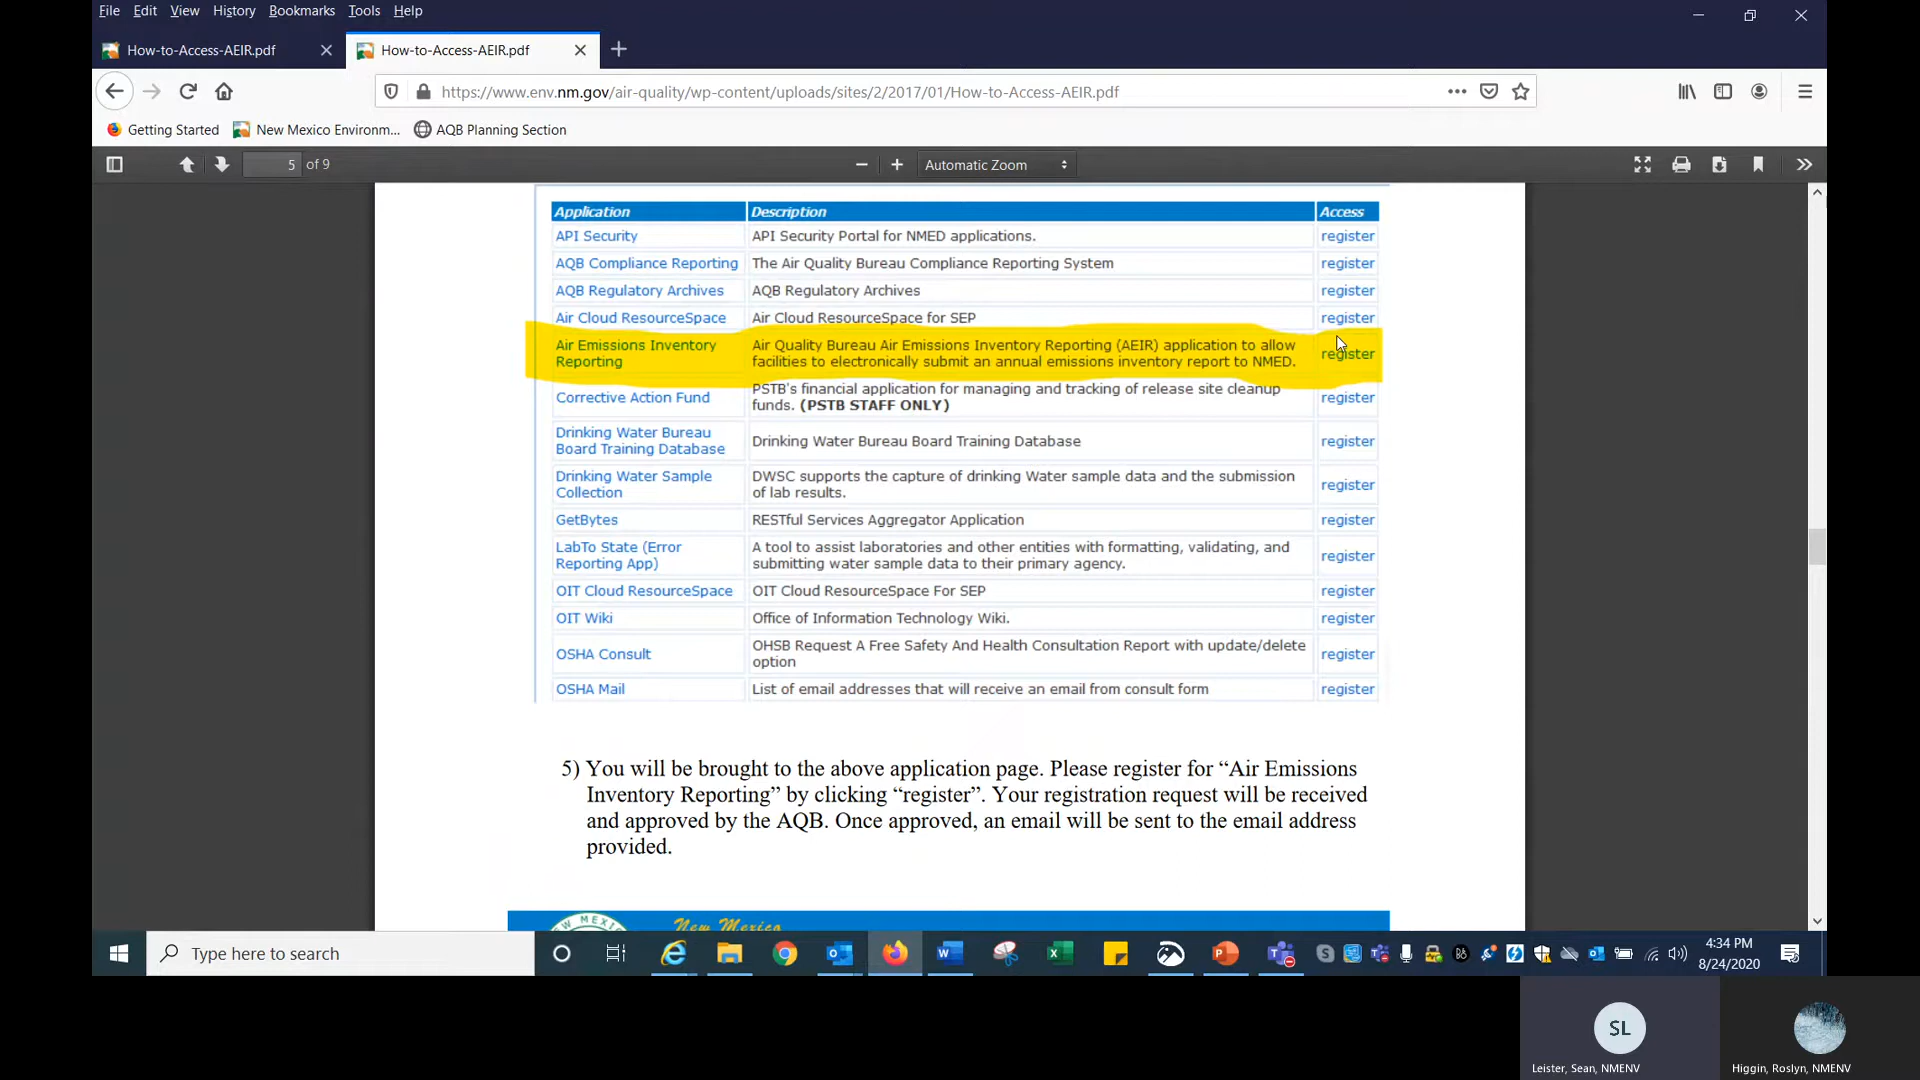 File Edit View History Bookmarks Tools Help
How-to-Access-AEIR.pdf
How-to-Access-AEIR.pdf
https://www.env.nm.gov/air-quality/wp-content/uploads/sites/2/2017/01/How-to-Access-AEIR.pdf
Getting Started New Mexico Environm... AQB Planning Section
5 of 9 Automatic Zoom
Application Description Access
API Security API Security Portal for NMED applications. register
AQB Compliance Reporting The Air Quality Bureau Compliance Reporting System register
AQB Regulatory Archives AQB Regulatory Archives register
Air Cloud ResourceSpace Air Cloud ResourceSpace for SEP register
Air Emissions Inventory Air Quality Bureau Air Emissions Inventory Reporting (AEIR) application to allow
register
Reporting facilities to electronically submit an annual emissions inventory report to NMED.
PSTB's financial application for managing and tracking of release site cleanup
Corrective Action Fund register
funds. (PSTB STAFF ONLY)
Drinking Water Bureau
Drinking Water Bureau Board Training Database register
Board Training Database
Drinking Water Sample DWSC supports the capture of drinking Water sample data and the submission
register
Collection of lab results.
GetBytes RESTful Services Aggregator Application register
LabTo State (Error A tool to assist laboratories and other entities with formatting, validating, and
register
Reporting App) submitting water sample data to their primary agency.
OIT Cloud ResourceSpace OIT Cloud ResourceSpace For SEP register
OIT Wiki Office of Information Technology Wiki. register
OHSB Request A Free Safety And Health Consultation Report with update/delete
OSHA Consult register
option
OSHA Mail List of email addresses that will receive an email from consult form register
5) You will be brought to the above application page. Please register for “Air Emissions
Inventory Reporting” by clicking “register”. Your registration request will be received
and approved by the AQB. Once approved, an email will be sent to the email address
provided.
New Mexico
Type here to search
4:34 PM
8/24/2020
SL
Leister, Sean, NMENV Higgin, Roslyn, NMENV